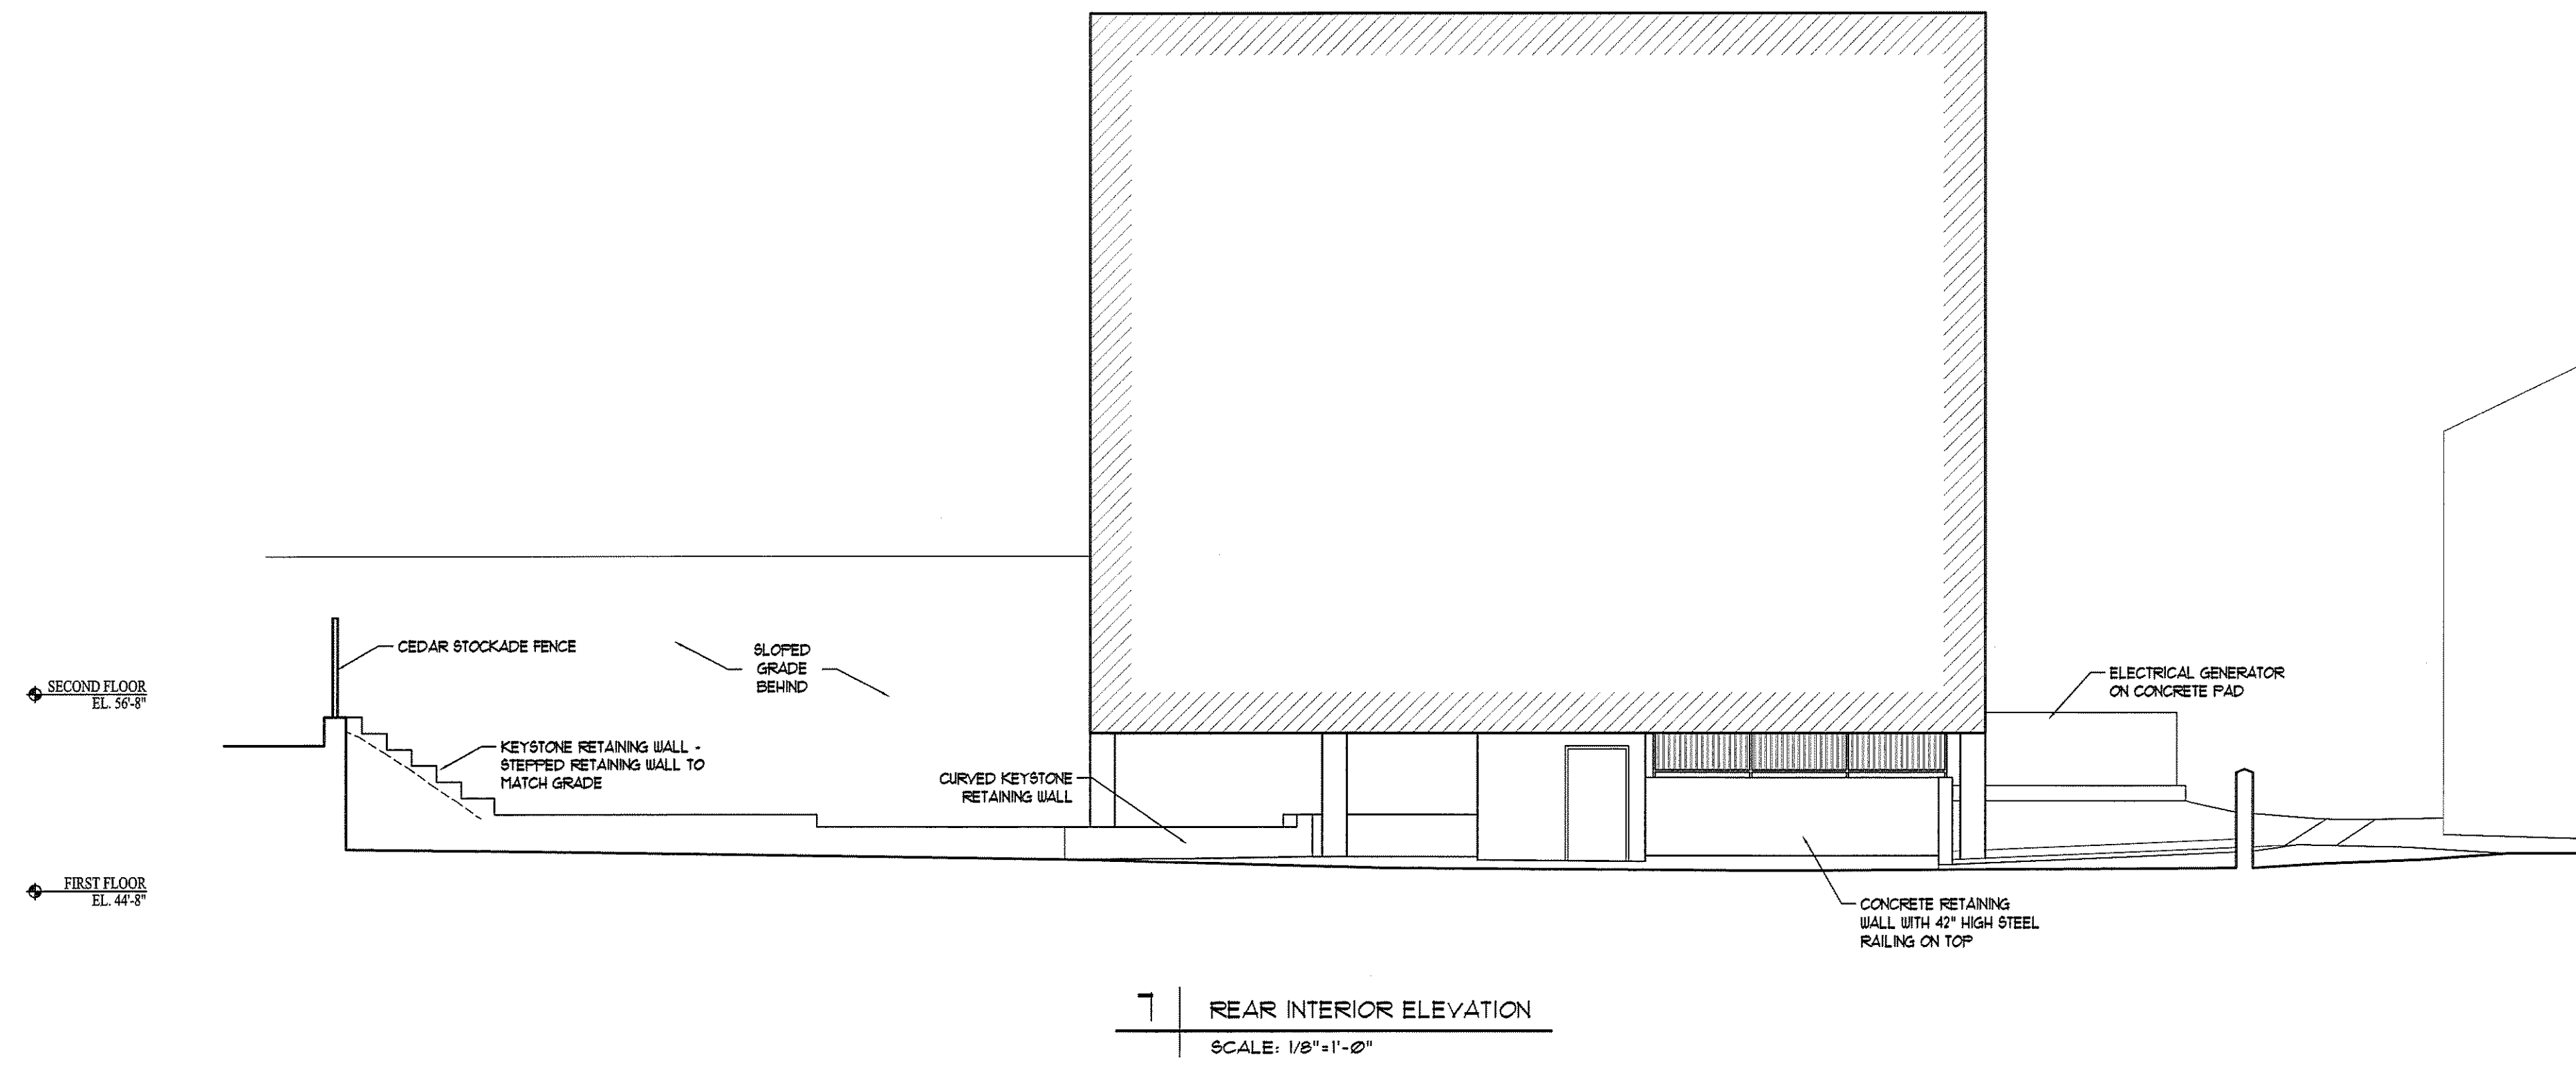 CEDAR STOCKADE FENCE
SLOPED
GRADE
BEHIND
SECOND FLOOR
EL. 56'-8"
ELECTRICAL GENERATOR
ON CONCRETE PAD
KEYSTONE RETAINING WALL -
STEPPED RETAINING WALL TO
MATCH GRADE
CURVED KEYSTONE
RETAINING WALL
FIRST FLOOR
EL. 44'-8"
CONCRETE RETAINING
WALL WITH 42" HIGH STEEL
RAILING ON TOP
7
REAR INTERIOR ELEVATION
SCALE: 1/8"=1'-0"